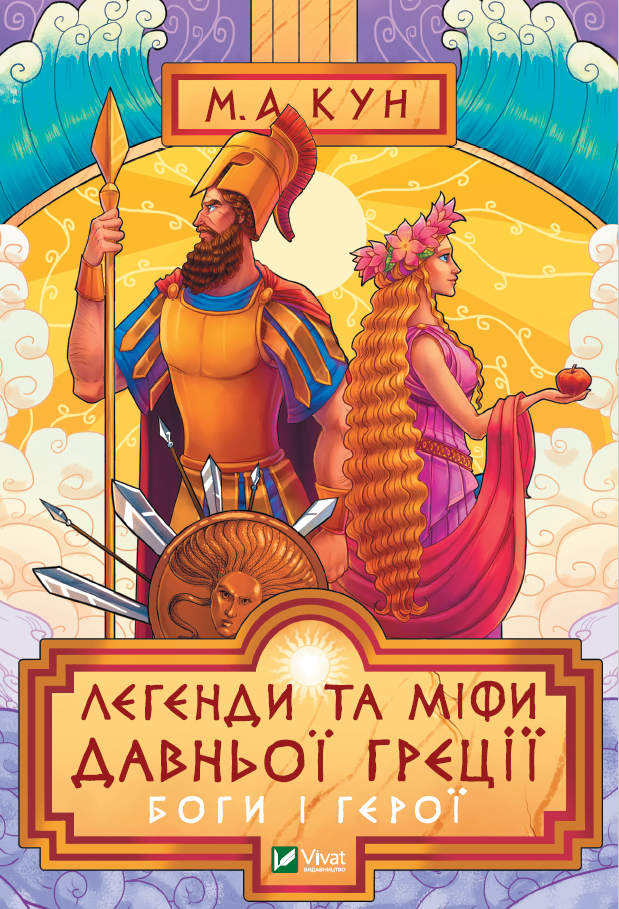 М. А КУН
ЛЕГЕНДИ ТА МІФИ
ДАВНЬОЇ ГРЕЦІЇ
БОГИ І ГЕРОЇ
Vivat
ВИДАВНИЦТВО